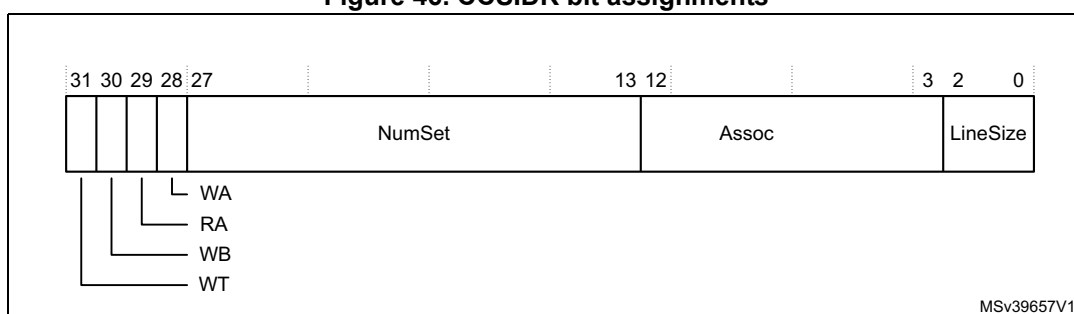 Figure 40. CCSIDR bit assignments
31 30 29 28 27 13 12 3 2 0
NumSet Assoc LineSize
WA
RA
WB
WT
MSv39657V1